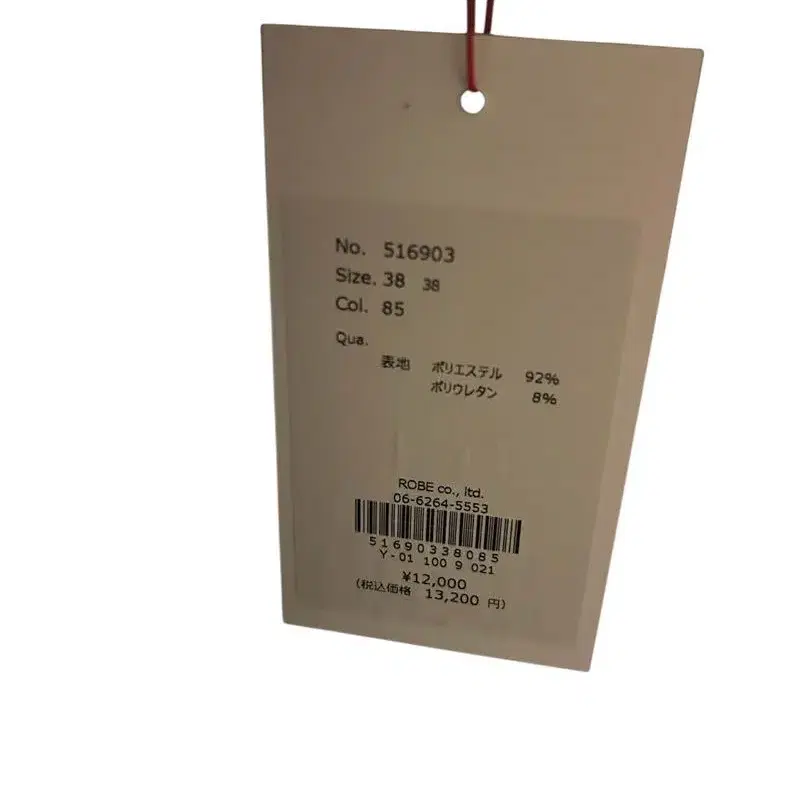 No. 516903
Size. 38 38
Col. 85
Qua.
表地 ポリエステル 92%
ポリウレタン 8%
ROBE co., ltd.
06-6264-5553
51690338085
Y-01 100 9 021
¥12,000
(税込価格 13,200 円)